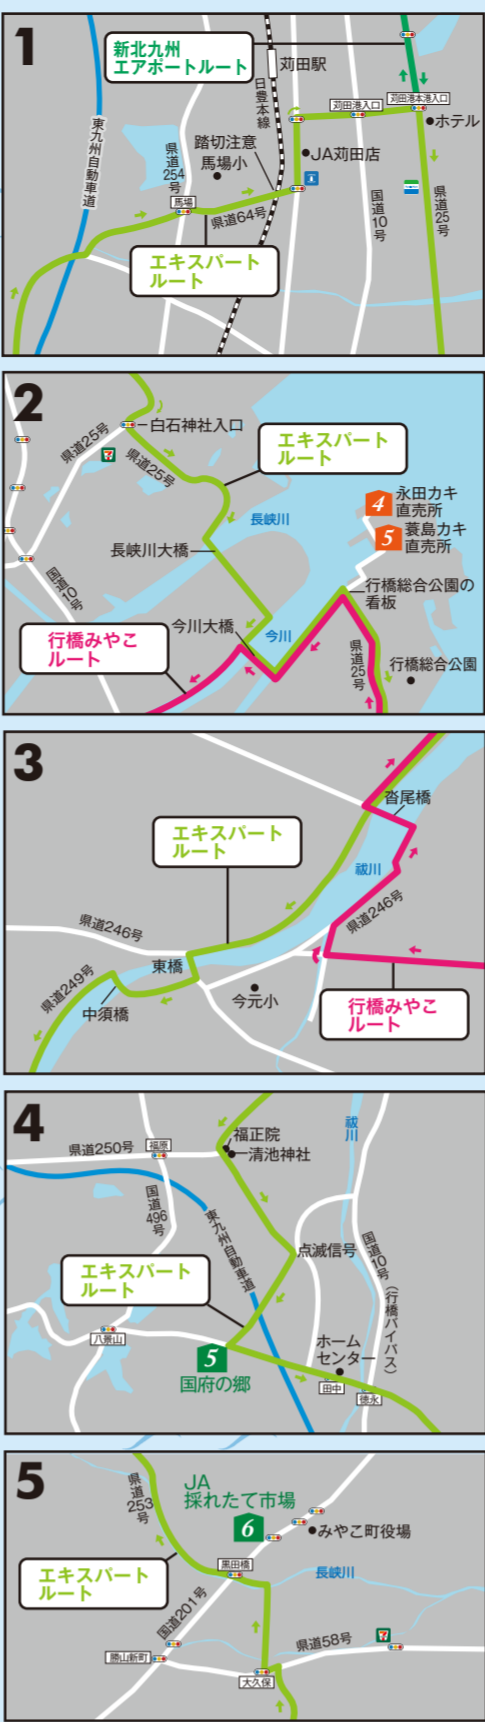 1
新北九州
エアポートルート
苅田駅
日豊本線
苅田港入口
苅田港本港入口
ホテル
東九州自動車道
県道
254
号
踏切注意
馬場小
JA苅田店
馬場
県道64号
国道10号
県道25号
エキスパート
ルート
2
白石神社入口
県道25号
県道25号
エキスパート
ルート
4
永田カキ
直売所
5
蓑島カキ
直売所
長峡川
長峡川大橋
国道10号
行橋総合公園の
看板
今川大橋
今川
行橋みやこ
ルート
県道25号
行橋総合公園
3
沓尾橋
エキスパート
ルート
祓川
県道246号
県道246号
東橋
県道249号
中須橋
今元小
行橋みやこ
ルート
4
県道250号
福原
福正院
清池神社
祓川
国道
496
号
東九州自動車道
点滅信号
国道10号(行橋バイパス)
エキスパート
ルート
八景山
5
国府の郷
ホーム
センター
田中
徳永
5
県道
253
号
JA
採れたて市場
6
みやこ町役場
エキスパート
ルート
黒田橋
長峡川
国道201号
県道58号
7
勝山新町
大久保